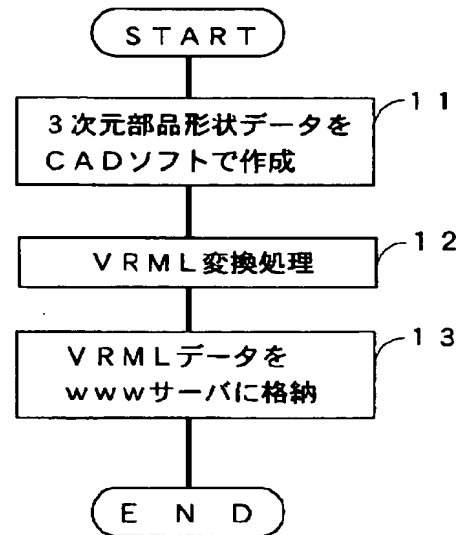 ＳＴＡＲＴ
１１
３次元部品形状データを
ＣＡＤソフトで作成
１２
ＶＲＭＬ変換処理
１３
ＶＲＭＬデータを
ｗｗｗサーバに格納
Ｅ Ｎ Ｄ